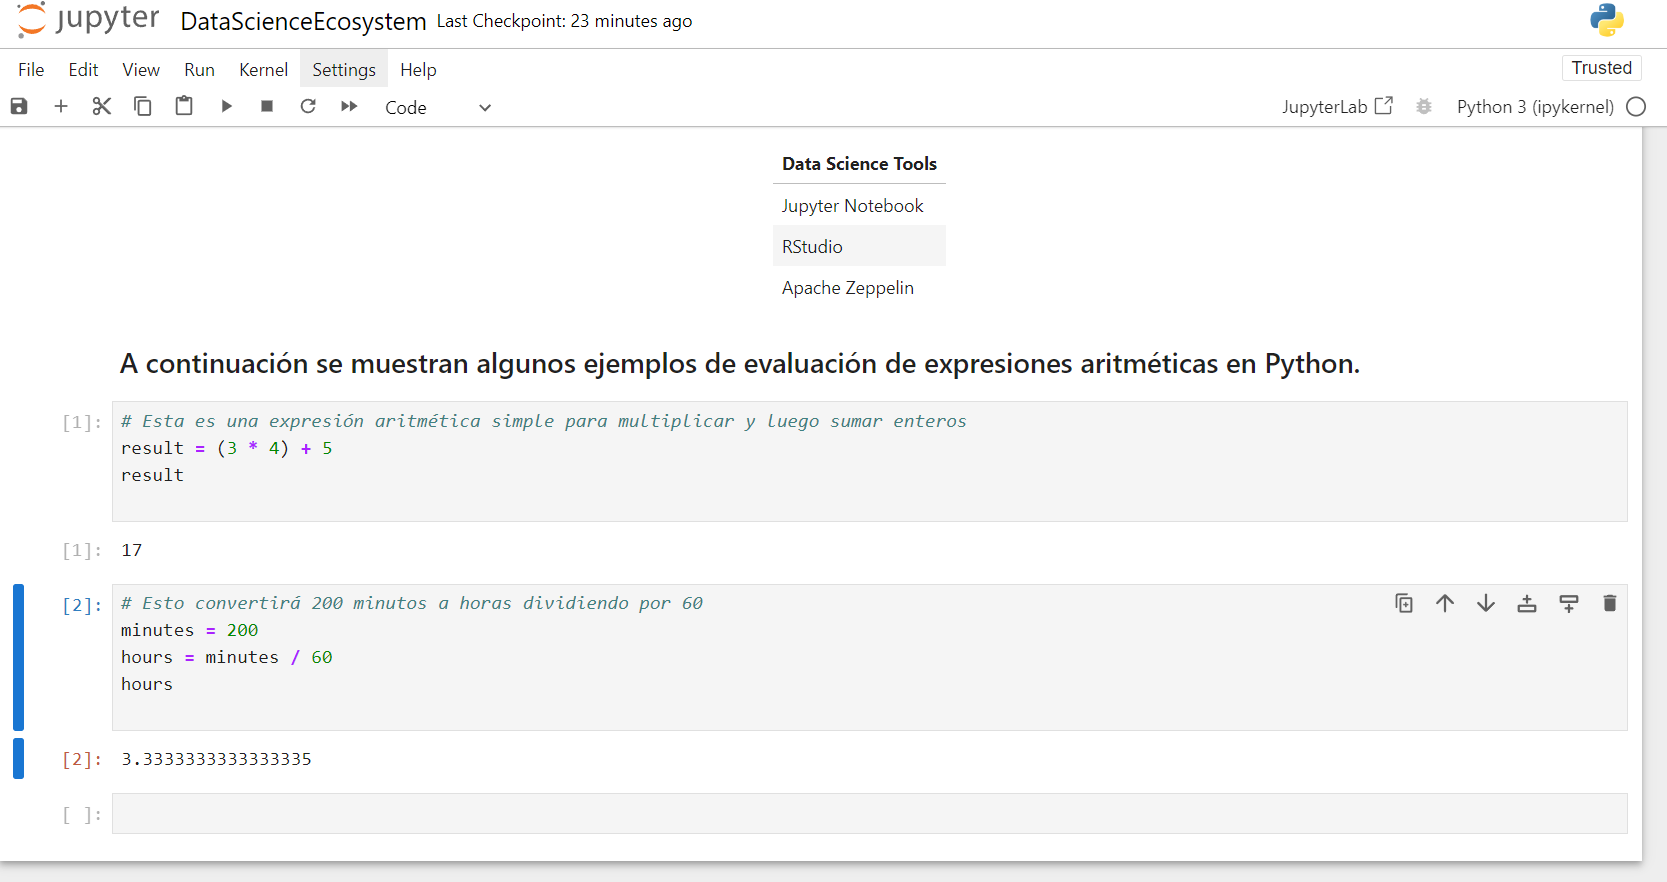 jupyter DataScienceEcosystem Last Checkpoint: 23 minutes ago
File Edit View Run Kernel Settings Help Trusted
Code JupyterLab Python 3 (ipykernel)
Data Science Tools
Jupyter Notebook
RStudio
Apache Zeppelin
A continuación se muestran algunos ejemplos de evaluación de expresiones aritméticas en Python.
[1]: # Esta es una expresión aritmética simple para multiplicar y luego sumar enteros
result = (3 * 4) + 5
result
[1]: 17
[2]: # Esto convertirá 200 minutos a horas dividiendo por 60
minutes = 200
hours = minutes / 60
hours
[2]: 3.3333333333333335
[ ]: